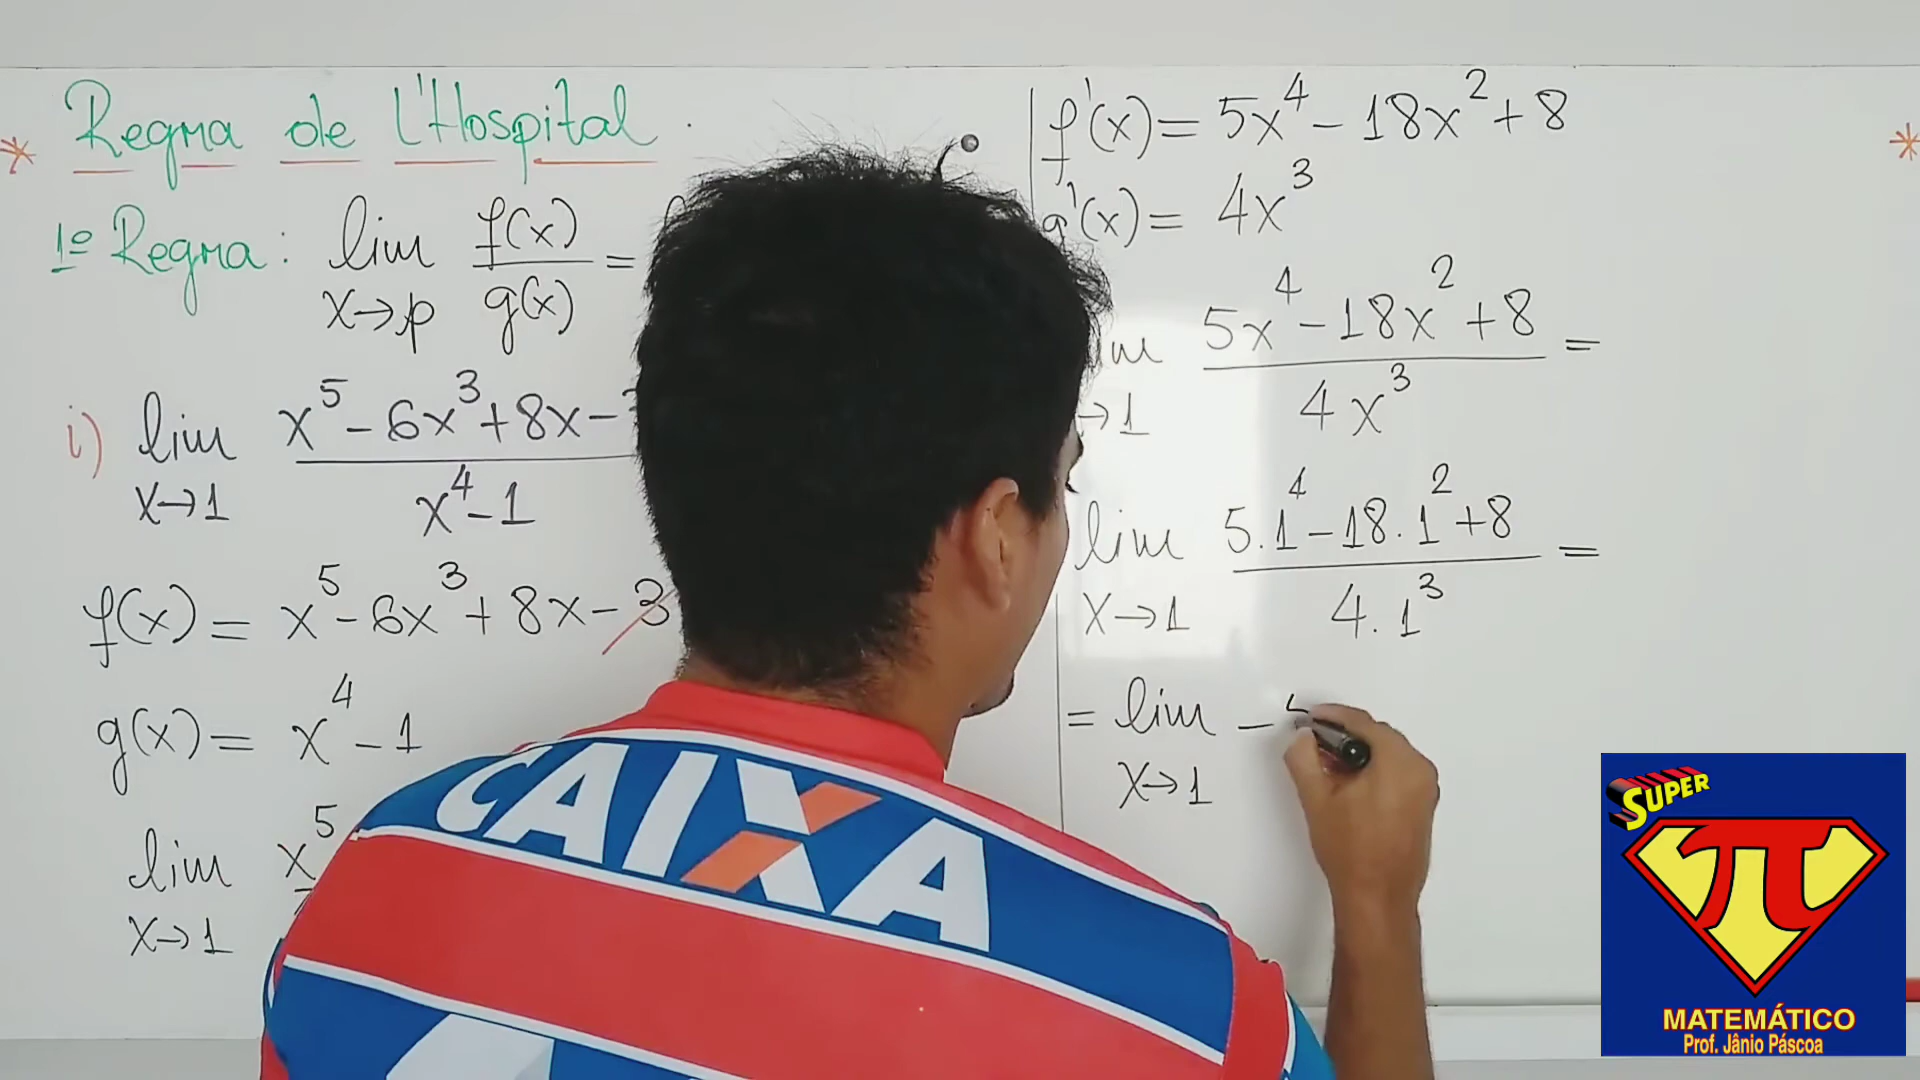 Regra de L'Hospital
1º Regra: lim f(x)/g(x) =
x→p
i) lim x⁵ - 6x³ + 8x -
x→1 x⁴ - 1
f(x) = x⁵ - 6x³ + 8x - 3
g(x) = x⁴ - 1
lim x⁵
x→1
f'(x) = 5x⁴ - 18x² + 8
g'(x) = 4x³
5x⁴ - 18x² + 8 =
→1 4x³
lim 5.1⁴ - 18.1² + 8 =
x→1 4.1³
= lim -
x→1
CAIXA
SUPER
π
MATEMÁTICO
Prof. Jânio Páscoa